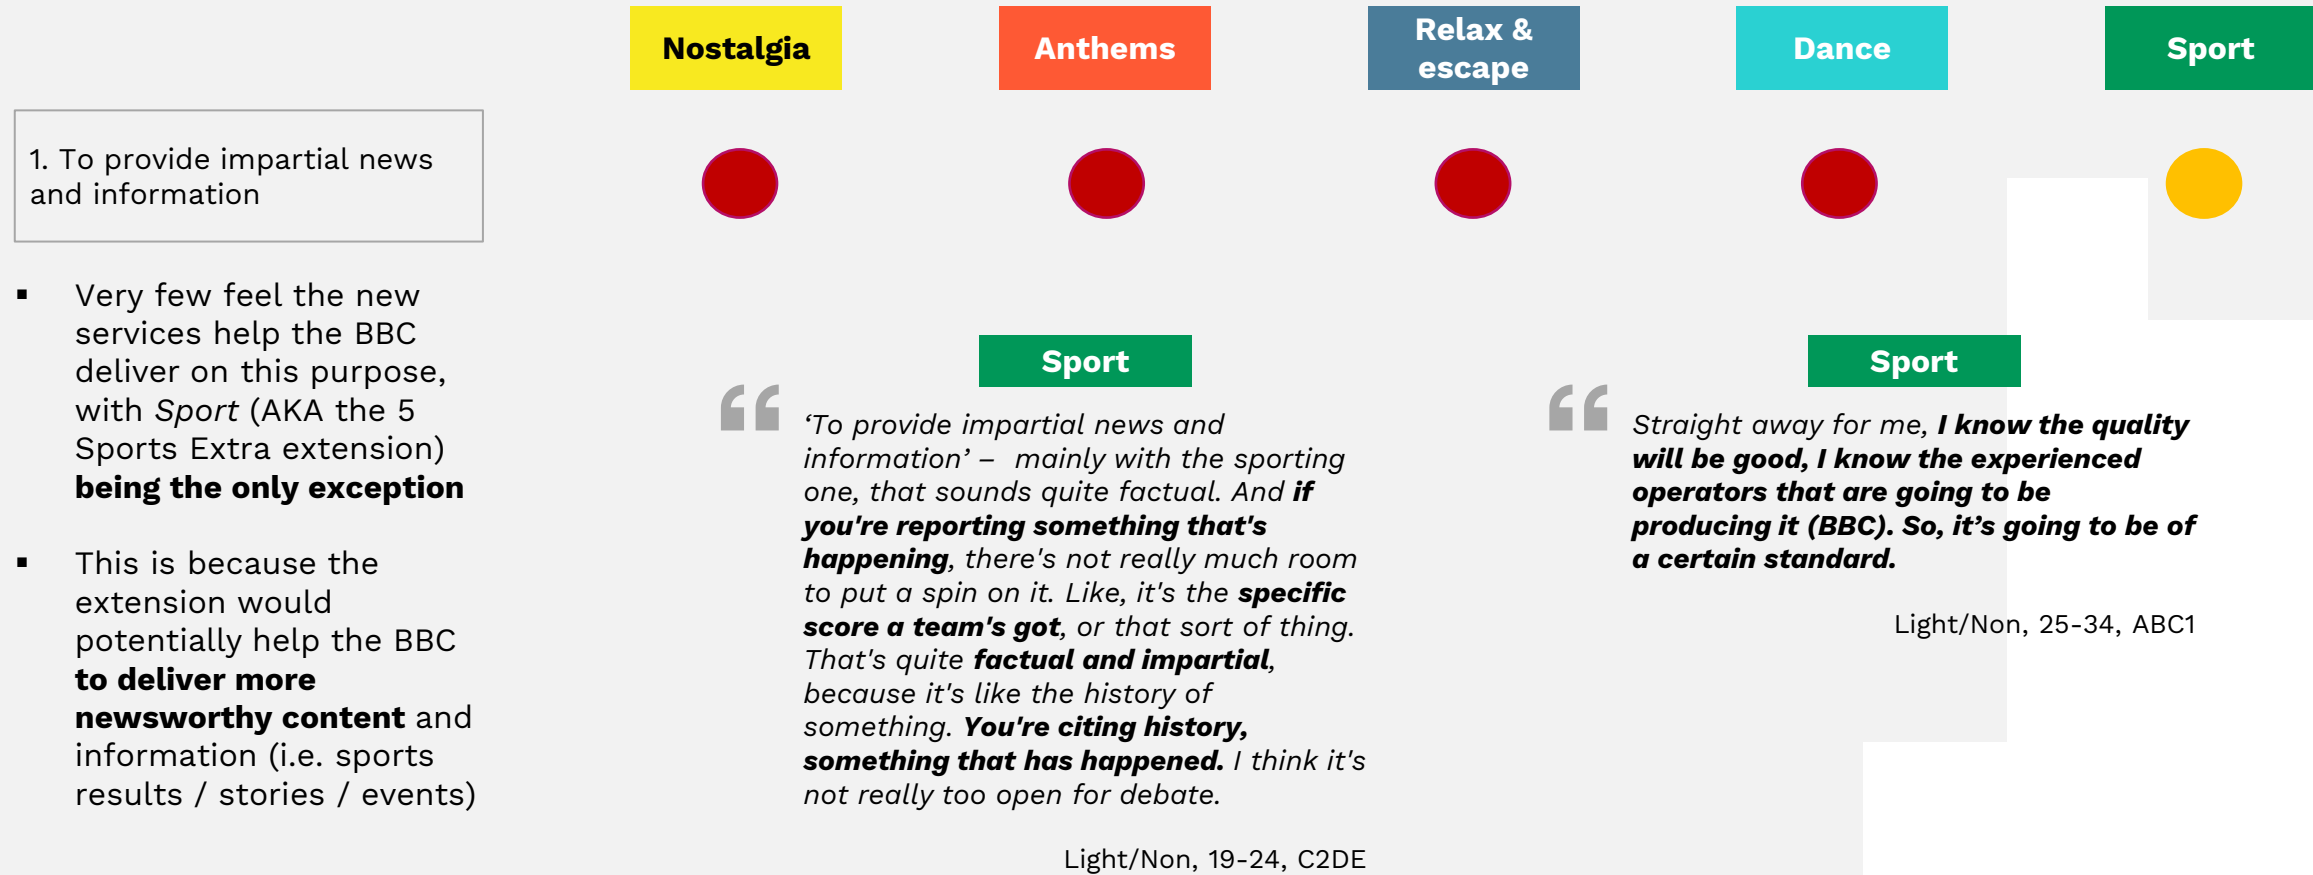 Nostalgia
Anthems
Relax &
escape
Dance
Sport
1. To provide impartial news
and information
▪ Very few feel the new
services help the BBC
deliver on this purpose,
with Sport (AKA the 5
Sports Extra extension)
being the only exception
▪ This is because the
extension would
potentially help the BBC
to deliver more
newsworthy content and
information (i.e. sports
results / stories / events)
Sport
“
‘To provide impartial news and
information’ – mainly with the sporting
one, that sounds quite factual. And if
you're reporting something that's
happening, there's not really much room
to put a spin on it. Like, it's the specific
score a team's got, or that sort of thing.
That's quite factual and impartial,
because it's like the history of
something. You're citing history,
something that has happened. I think it's
not really too open for debate.
Light/Non, 19-24, C2DE
Sport
“
Straight away for me, I know the quality
will be good, I know the experienced
operators that are going to be
producing it (BBC). So, it’s going to be of
a certain standard.
Light/Non, 25-34, ABC1